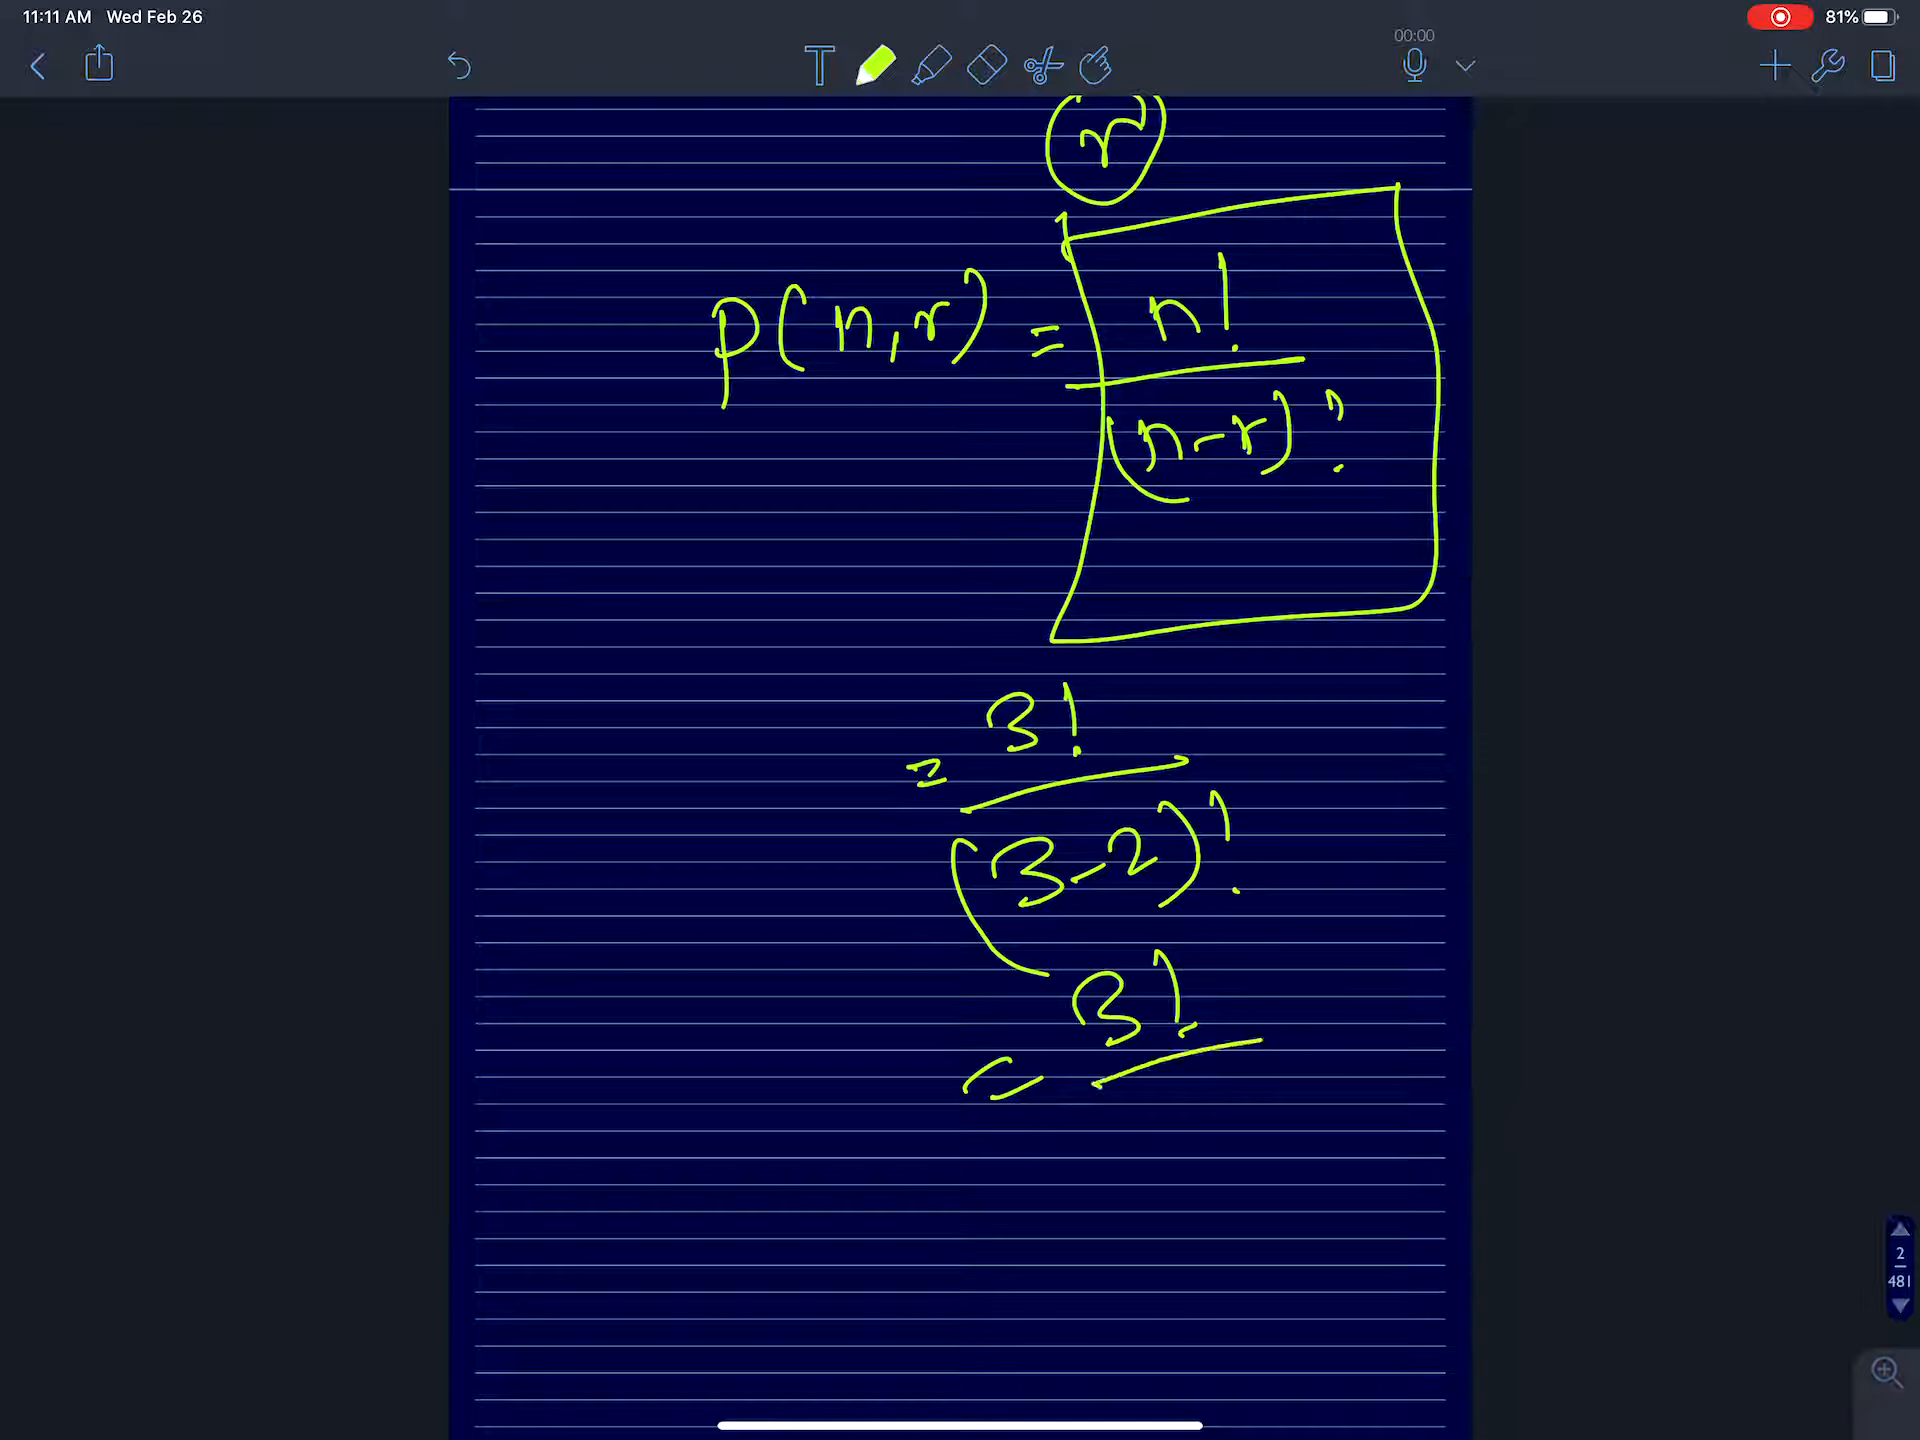 11:11 AM Wed Feb 26
81%
00:00
T
r
P(n,r) = n!
(n-r)!
= 3!
(3-2)!
= 3!
2
481